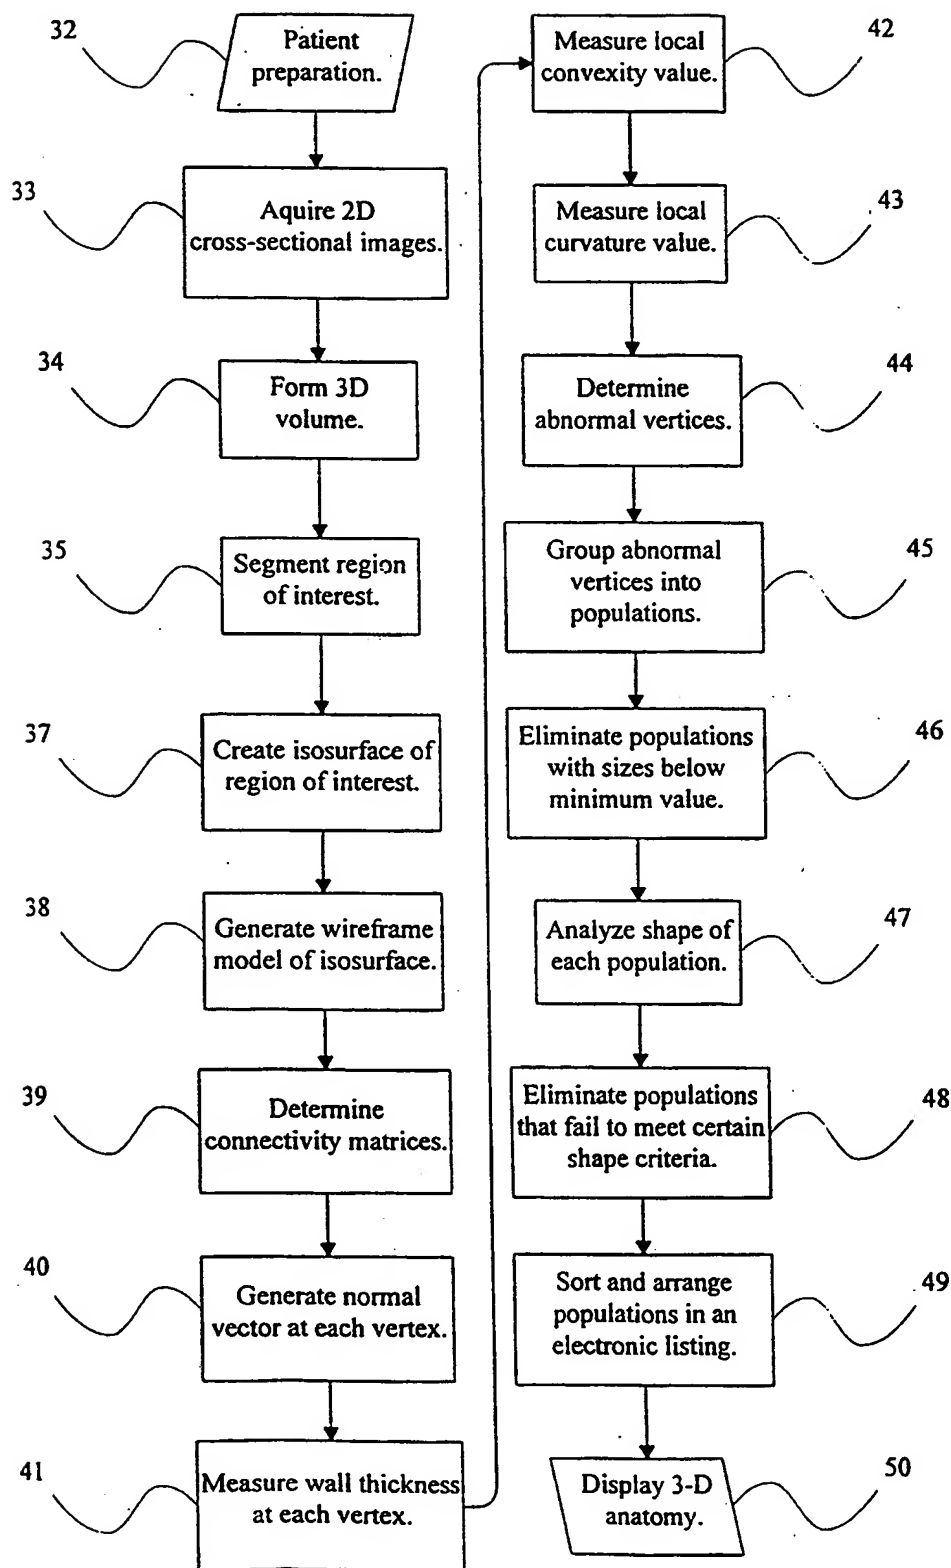 32
Patient
preparation.
33
Aquire 2D
cross-sectional images.
34
Form 3D
volume.
35
Segment region
of interest.
37
Create isosurface of
region of interest.
38
Generate wireframe
model of isosurface.
39
Determine
connectivity matrices.
40
Generate normal
vector at each vertex.
41
Measure wall thickness
at each vertex.
42
Measure local
convexity value.
43
Measure local
curvature value.
44
Determine
abnormal vertices.
45
Group abnormal
vertices into
populations.
46
Eliminate populations
with sizes below
minimum value.
47
Analyze shape of
each population.
48
Eliminate populations
that fail to meet certain
shape criteria.
49
Sort and arrange
populations in an
electronic listing.
50
Display 3-D
anatomy.